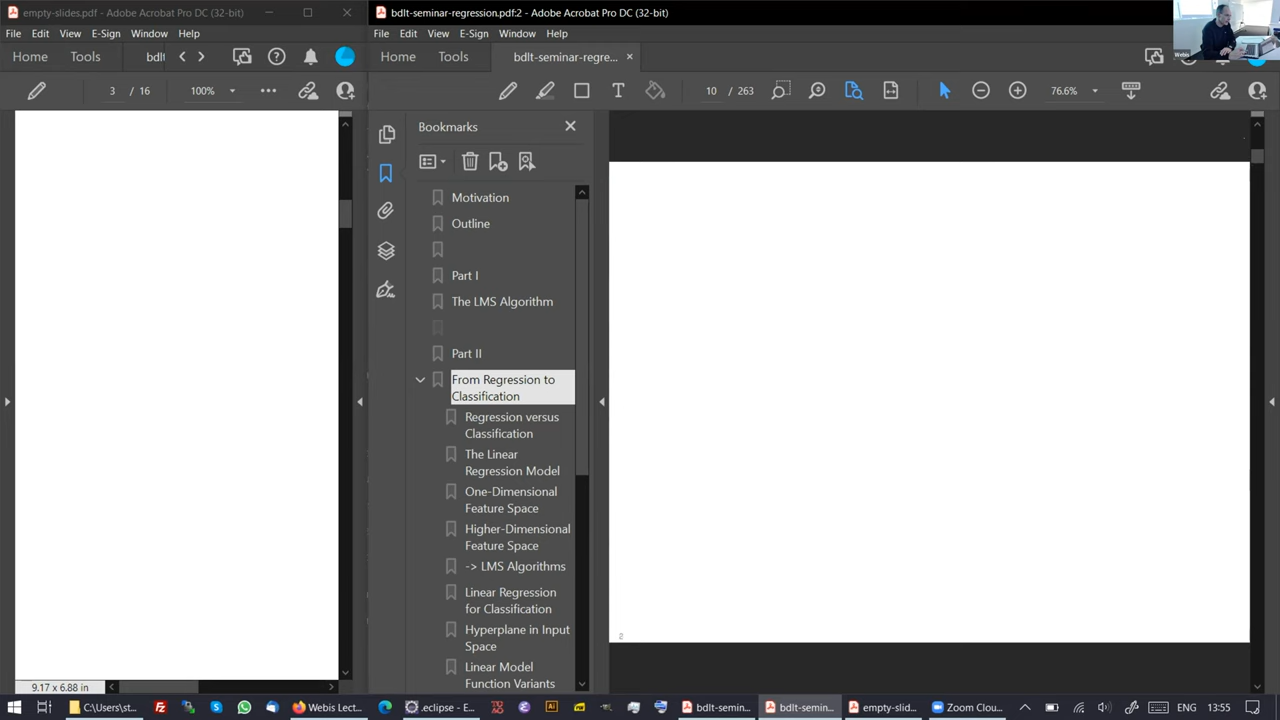 empty-slides.pdf - Adobe Acrobat Pro DC (32-bit)
File Edit View E-Sign Window Help
Home Tools bdlt
3 / 16 100%
9.17 x 6.88 in
bdlt-seminar-regression.pdf:2 - Adobe Acrobat Pro DC (32-bit)
File Edit View E-Sign Window Help
Home Tools bdlt-seminar-regre...
10 / 263 76.6%
Bookmarks
Motivation
Outline
Part I
The LMS Algorithm
Part II
From Regression to
Classification
Regression versus
Classification
The Linear
Regression Model
One-Dimensional
Feature Space
Higher-Dimensional
Feature Space
-> LMS Algorithms
Linear Regression
for Classification
Hyperplane in Input
Space
Linear Model
Function Variants
2
Webis
C:\Users\st... Webis Lect... .eclipse - E... bdlt-semin... bdlt-semin... empty-slid... Zoom Clou... ENG 13:55